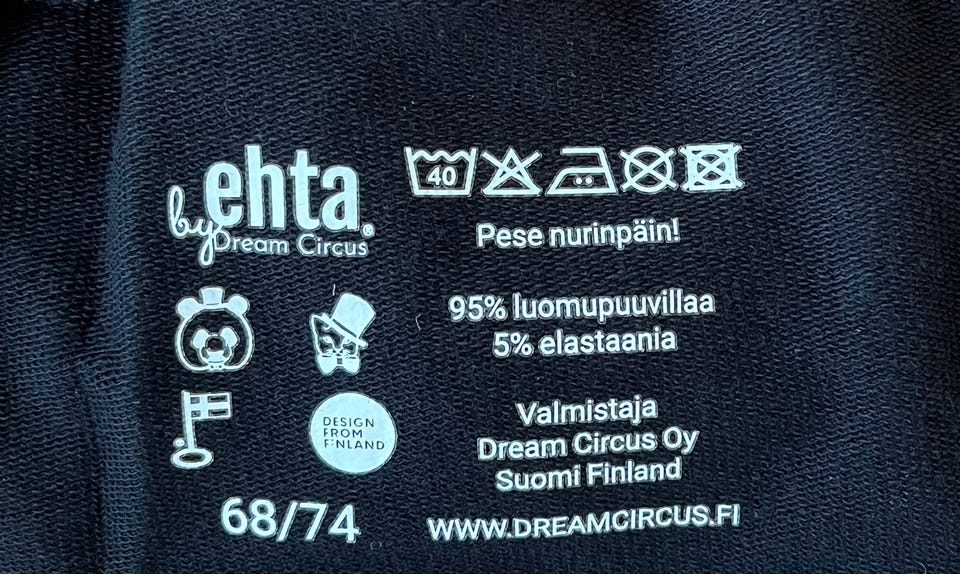 ehta®
by Dream Circus
40
Pese nurinpäin!
95% luomupuuvillaa
5% elastaania
DESIGN
FROM
FINLAND
68/74
Valmistaja
Dream Circus Oy
Suomi Finland
WWW.DREAMCIRCUS.FI